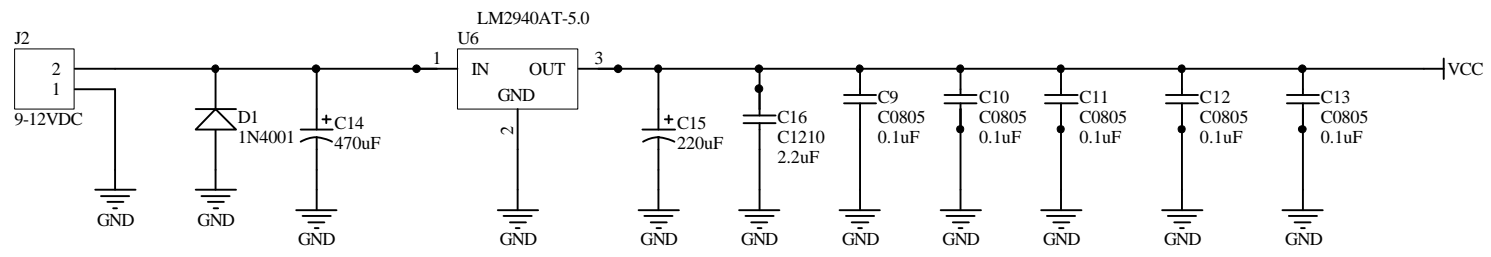 LM2940AT-5.0
J2
U6
2
1
9-12VDC
GND
D1
1N4001
GND
+
C14
470uF
GND
1
IN OUT
GND
3
2
GND
+
C15
220uF
GND
C16
C1210
2.2uF
GND
C9
C0805
0.1uF
GND
C10
C0805
0.1uF
GND
C11
C0805
0.1uF
GND
C12
C0805
0.1uF
GND
C13
C0805
0.1uF
GND
VCC